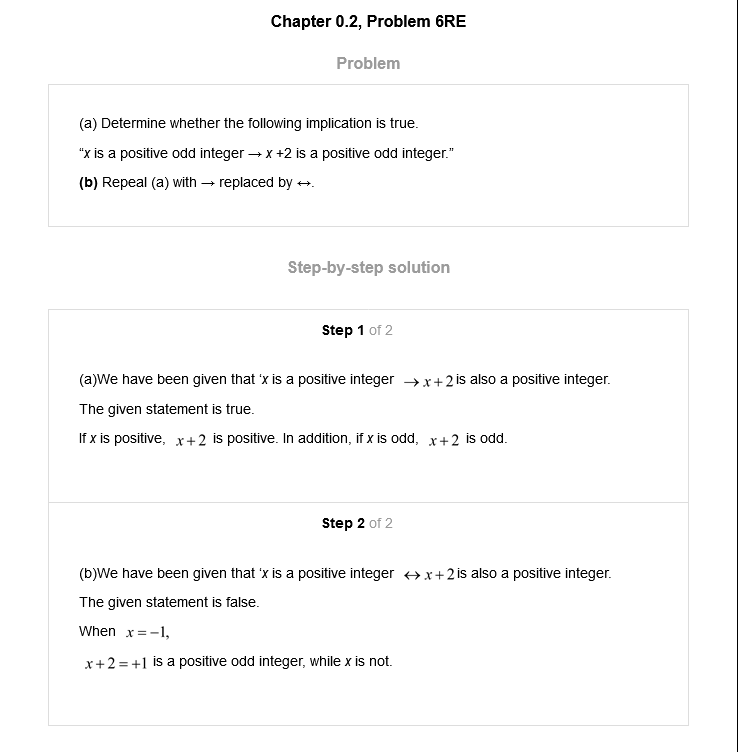 Chapter 0.2, Problem 6RE
Problem
(a) Determine whether the following implication is true.
“x is a positive odd integer → x +2 is a positive odd integer.”
(b) Repeal (a) with → replaced by ↔.
Step-by-step solution
Step 1 of 2
(a)We have been given that ‘x is a positive integer → x+2 is also a positive integer.
The given statement is true.
If x is positive, x+2 is positive. In addition, if x is odd, x+2 is odd.
Step 2 of 2
(b)We have been given that ‘x is a positive integer ↔ x+2 is also a positive integer.
The given statement is false.
When x=−1,
x+2=+1 is a positive odd integer, while x is not.